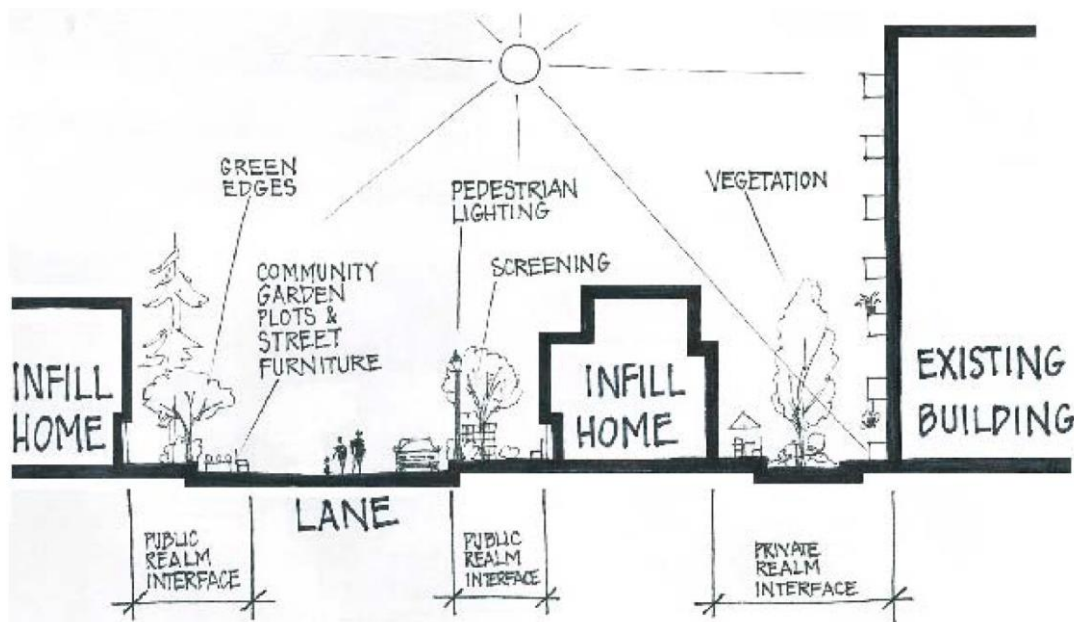 GREEN
EDGES
PEDESTRIAN
LIGHTING
VEGETATION
COMMUNITY
GARDEN
PLOTS &
STREET
FURNITURE
SCREENING
INFILL
HOME
INFILL
HOME
EXISTING
BUILDING
LANE
PUBLIC
REALM
INTERFACE
PUBLIC
REALM
INTERFACE
PRIVATE
REALM
INTERFACE